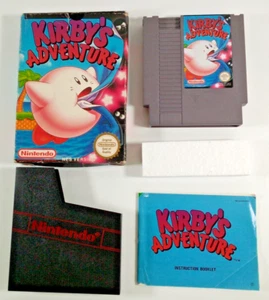 KIRBY'S
ADVENTURE
Nintendo
KIRBY'S
ADVENTURE
Nintendo
KIRBY'S
ADVENTURE
INSTRUCTION BOOKLET